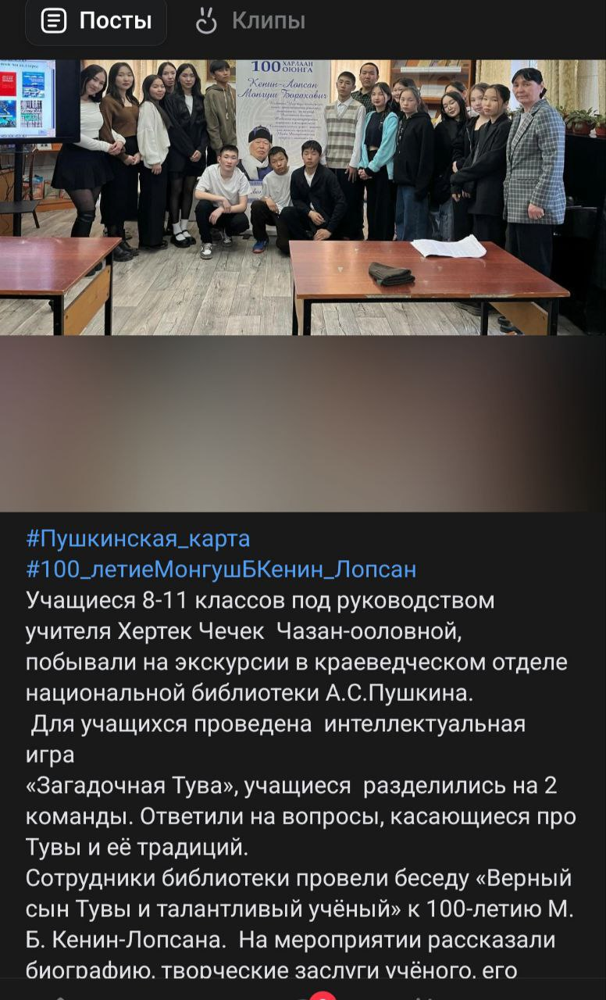 Посты
Клипы
100 ХАРЛААН
ОЮНГА
Кенин-Лопсан
Монгуш Борахович
#Пушкинская_карта
#100_летиеМонгушБКенин_Лопсан
Учащиеся 8-11 классов под руководством
учителя Хертек Чечек  Чазан-ооловной,
побывали на экскурсии в краеведческом отделе
национальной библиотеки А.С.Пушкина.
Для учащихся проведена  интеллектуальная
игра
«Загадочная Тува», учащиеся  разделились на 2
команды. Ответили на вопросы, касающиеся про
Тувы и её традиций.
Сотрудники библиотеки провели беседу «Верный
сын Тувы и талантливый учёный» к 100-летию М.
Б. Кенин-Лопсана.  На мероприятии рассказали
биографию, творческие заслуги учёного, его